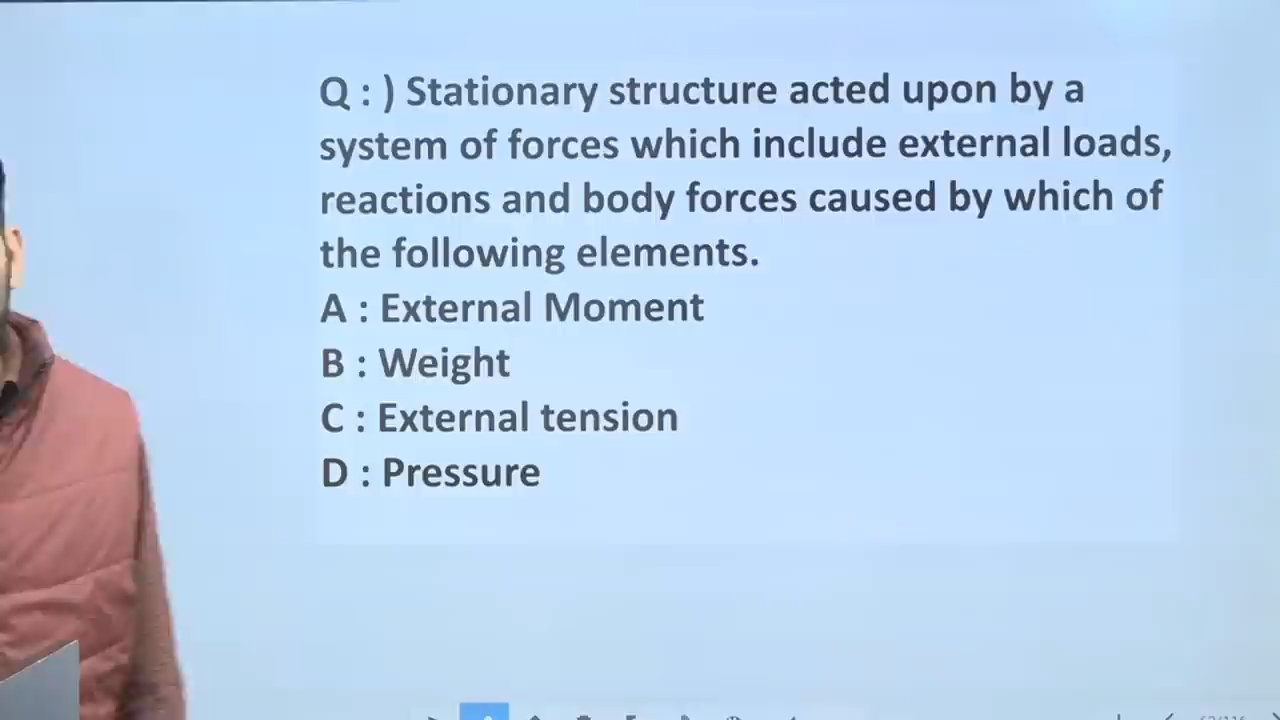 Q : ) Stationary structure acted upon by a
system of forces which include external loads,
reactions and body forces caused by which of
the following elements.
A : External Moment
B : Weight
C : External tension
D : Pressure